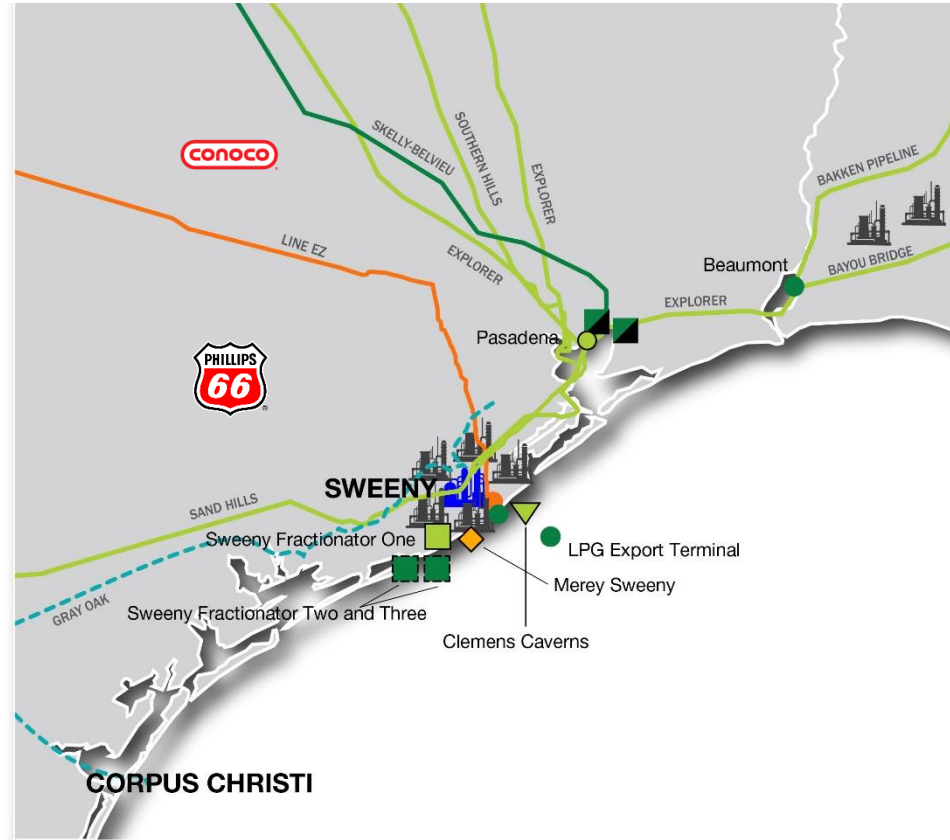 conoco
SKELLY-BELVIEU
SOUTHERN HILLS
EXPLORER
BAKKEN PIPELINE
LINE EZ
EXPLORER
Beaumont
BAYOU BRIDGE
EXPLORER
Pasadena
PHILLIPS
66
SWEENY
SAND HILLS
Sweeny Fractionator One
LPG Export Terminal
Merey Sweeny
GRAY OAK
Sweeny Fractionator Two and Three
Clemens Caverns
CORPUS CHRISTI